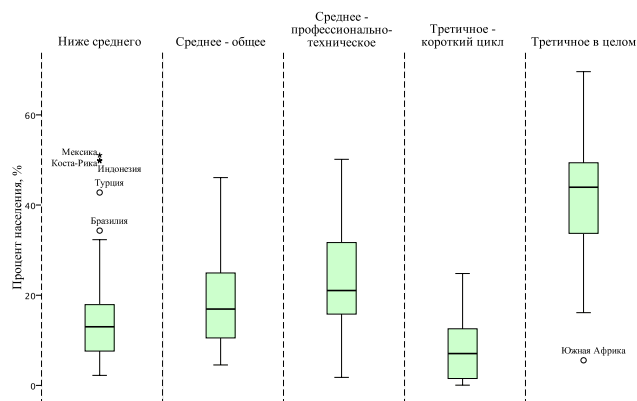 Ниже среднего
Среднее - общее
Среднее -
профессионально-
техническое
Третичное -
короткий цикл
Третичное в целом
Процент населения, %
60
40
20
0
Мексика
Коста-Рика
Индонезия
Турция
Бразилия
Южная Африка